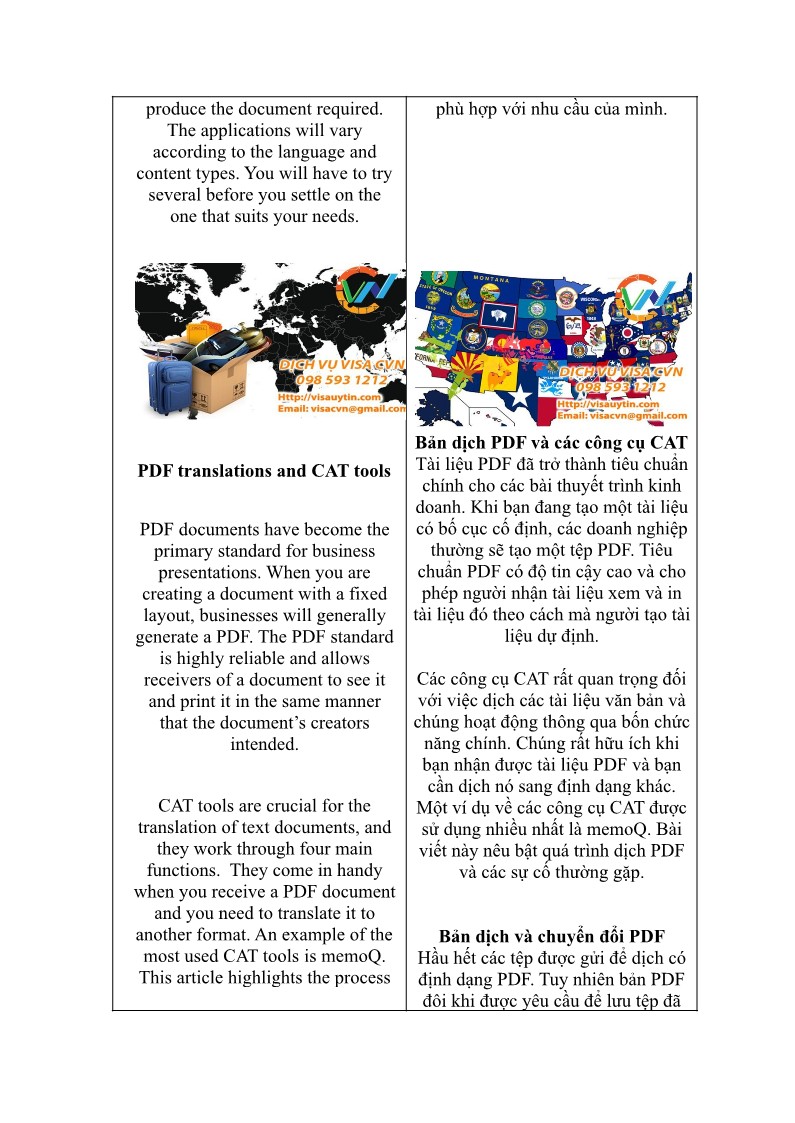 produce the document required.
The applications will vary
according to the language and
content types. You will have to try
several before you settle on the
one that suits your needs.
CVN
DỊCH VỤ VISA CVN
098 593 1212
Http://visauytin.com
Email: visacvn@gmail.com
PDF translations and CAT tools
PDF documents have become the
primary standard for business
presentations. When you are
creating a document with a fixed
layout, businesses will generally
generate a PDF. The PDF standard
is highly reliable and allows
receivers of a document to see it
and print it in the same manner
that the document’s creators
intended.
CAT tools are crucial for the
translation of text documents, and
they work through four main
functions.  They come in handy
when you receive a PDF document
and you need to translate it to
another format. An example of the
most used CAT tools is memoQ.
This article highlights the process
phù hợp với nhu cầu của mình.
MONTANA
STATE OF OREGON
WISCONSIN
1848
CALIFORNIA REPUBLIC
CVN
DỊCH VỤ VISA CVN
098 593 1212
Http://visauytin.com
Email: visacvn@gmail.com
Bản dịch PDF và các công cụ CAT
Tài liệu PDF đã trở thành tiêu chuẩn
chính cho các bài thuyết trình kinh
doanh. Khi bạn đang tạo một tài liệu
có bố cục cố định, các doanh nghiệp
thường sẽ tạo một tệp PDF. Tiêu
chuẩn PDF có độ tin cậy cao và cho
phép người nhận tài liệu xem và in
tài liệu đó theo cách mà người tạo tài
liệu dự định.
Các công cụ CAT rất quan trọng đối
với việc dịch các tài liệu văn bản và
chúng hoạt động thông qua bốn chức
năng chính. Chúng rất hữu ích khi
bạn nhận được tài liệu PDF và bạn
cần dịch nó sang định dạng khác.
Một ví dụ về các công cụ CAT được
sử dụng nhiều nhất là memoQ. Bài
viết này nêu bật quá trình dịch PDF
và các sự cố thường gặp.
Bản dịch và chuyển đổi PDF
Hầu hết các tệp được gửi để dịch có
định dạng PDF. Tuy nhiên bản PDF
đôi khi được yêu cầu để lưu tệp đã